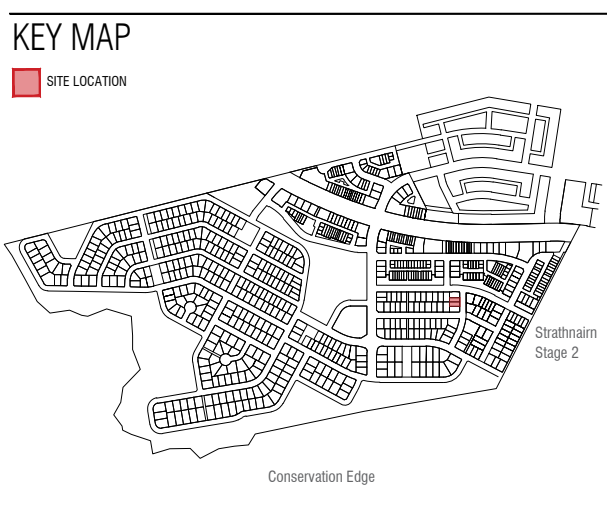 KEY MAP
SITE LOCATION
Strathnairn
Stage 2
Conservation Edge